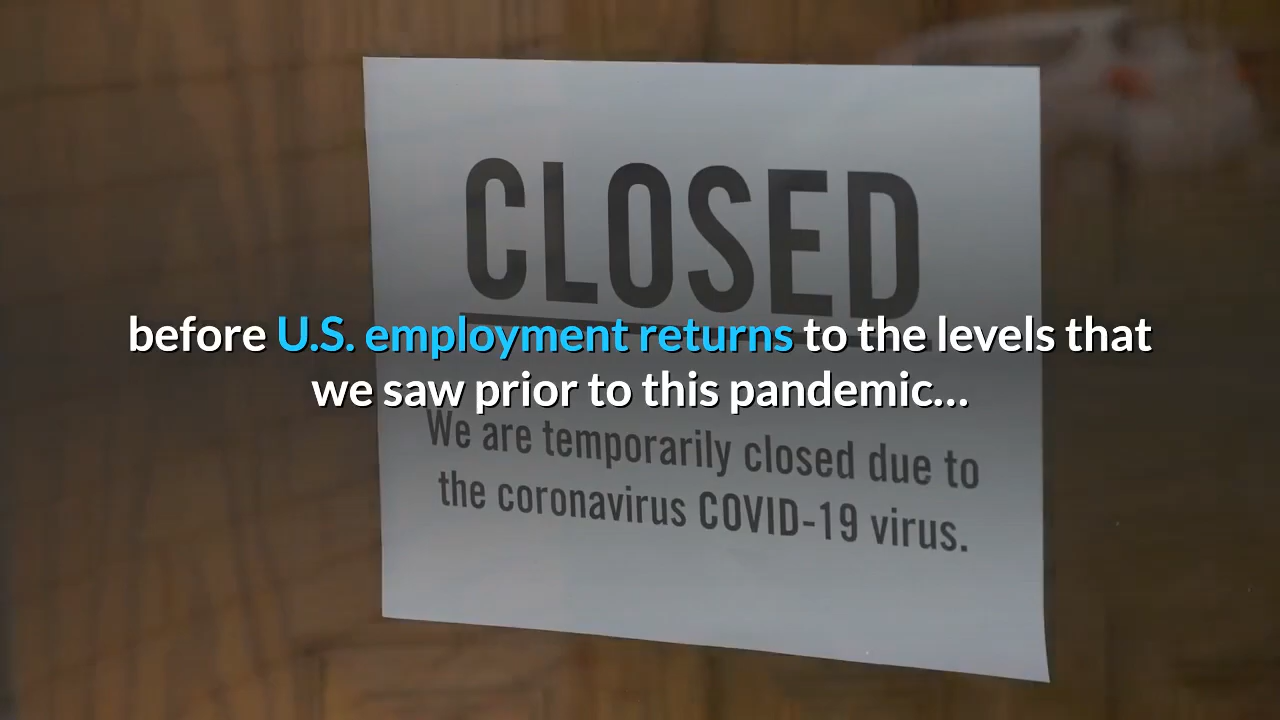 CLOSED
before U.S. employment returns to the levels that
we saw prior to this pandemic...
We are temporarily closed due to
the coronavirus COVID-19 virus.